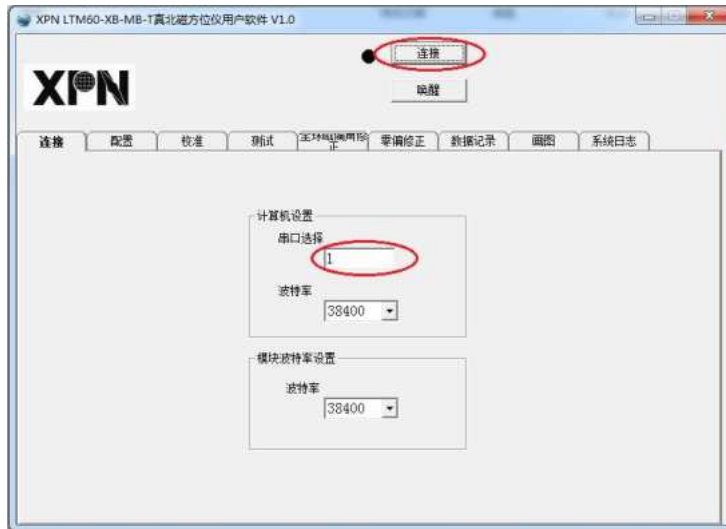 XPN LTM60-XB-MB-T真北磁方位仪用户软件 V1.0
连接
唤醒
XPN
连接
配置
校准
测试
零偏修正
数据记录
画图
系统日志
计算机设置
串口选择
1
波特率
38400
模块波特率设置
波特率
38400